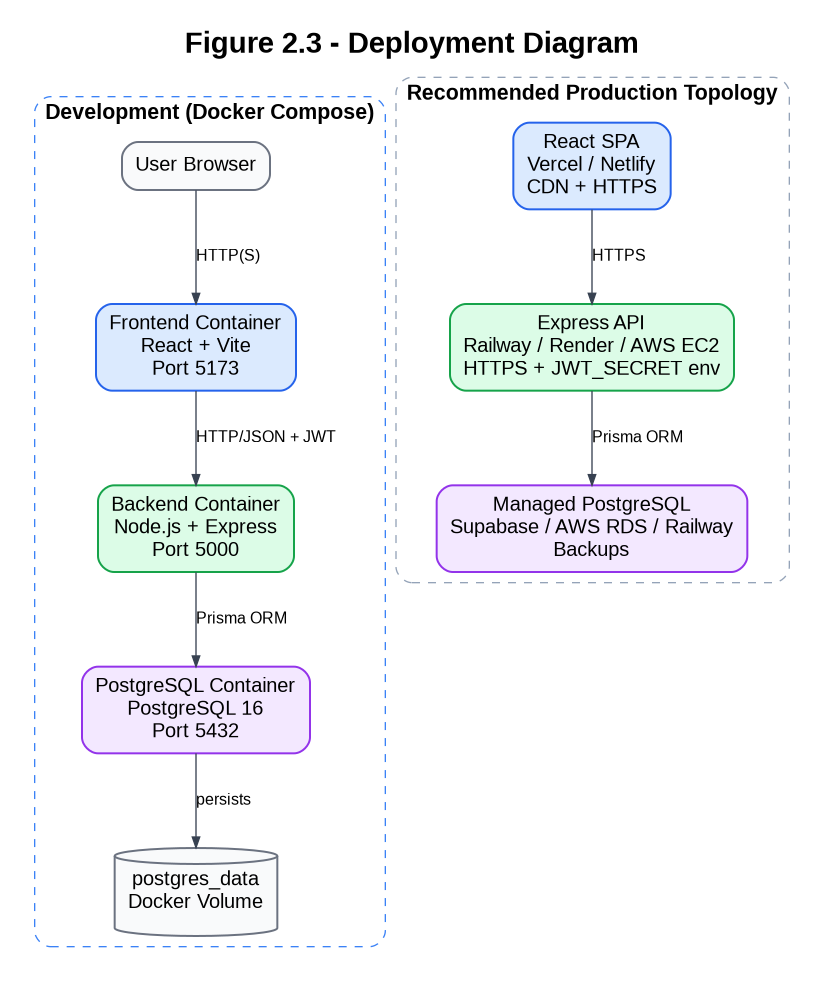 Figure 2.3 - Deployment Diagram
Development (Docker Compose)
User Browser
HTTP(S)
Frontend Container
React + Vite
Port 5173
HTTP/JSON + JWT
Backend Container
Node.js + Express
Port 5000
Prisma ORM
PostgreSQL Container
PostgreSQL 16
Port 5432
persists
postgres_data
Docker Volume
Recommended Production Topology
React SPA
Vercel / Netlify
CDN + HTTPS
HTTPS
Express API
Railway / Render / AWS EC2
HTTPS + JWT_SECRET env
Prisma ORM
Managed PostgreSQL
Supabase / AWS RDS / Railway
Backups